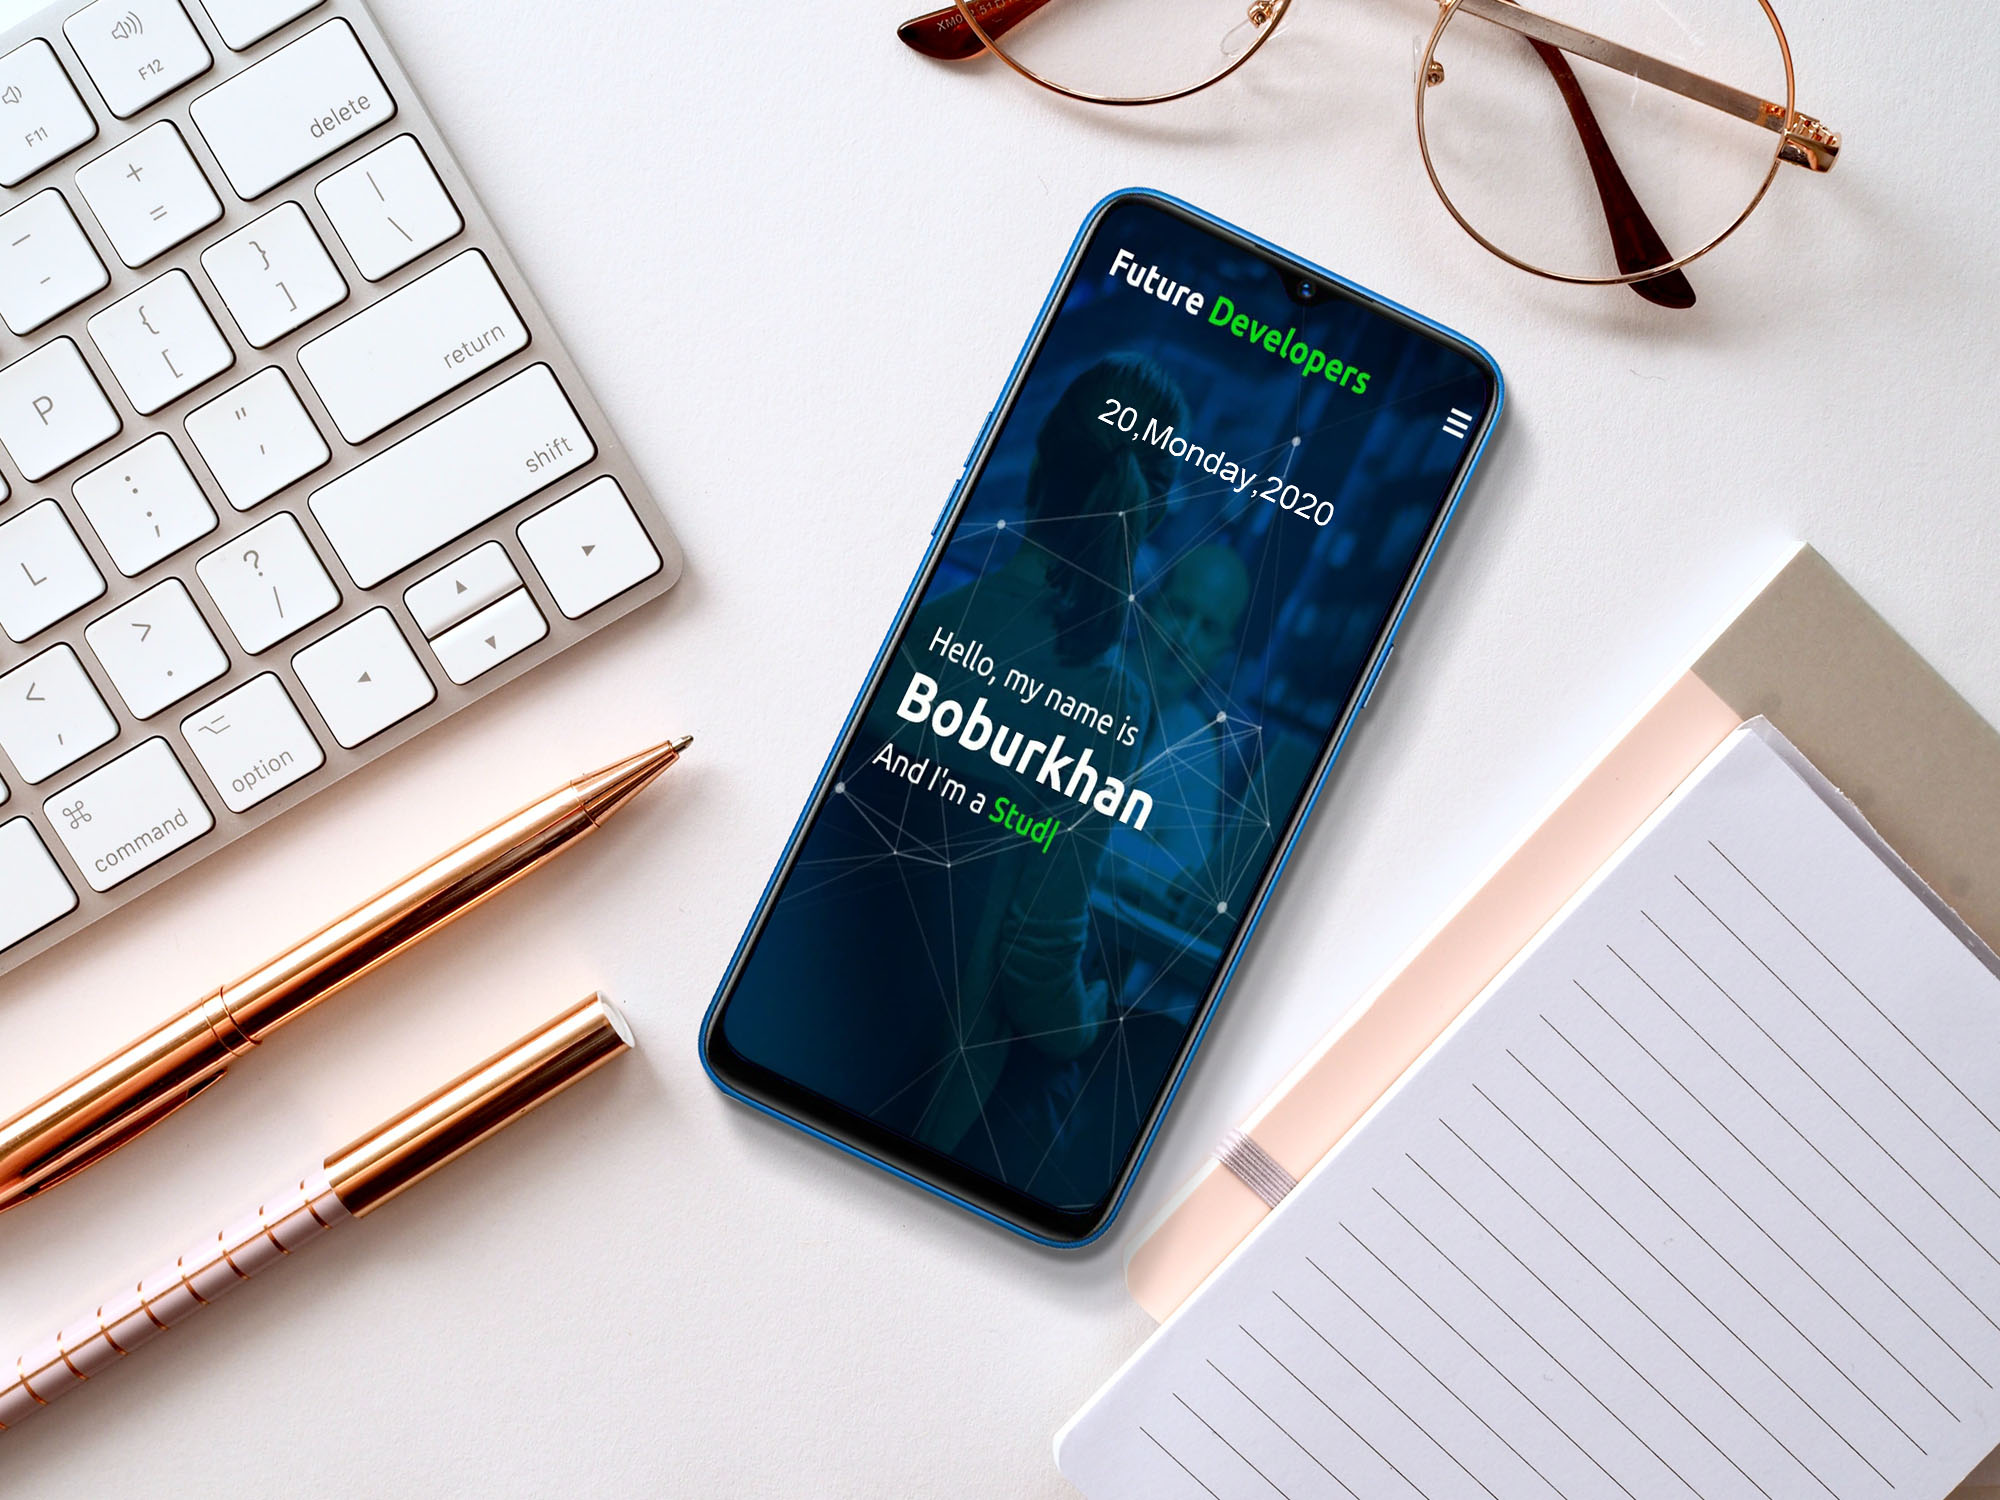 Future Developers
20,Monday,2020
Hello, my name is
Boburkhan
And I'm a Stud|
F11
F12
delete
- -
+ =
| \
P
{ [
} ]
return
L
: ;
" '
shift
< ,
> .
? /
command
option